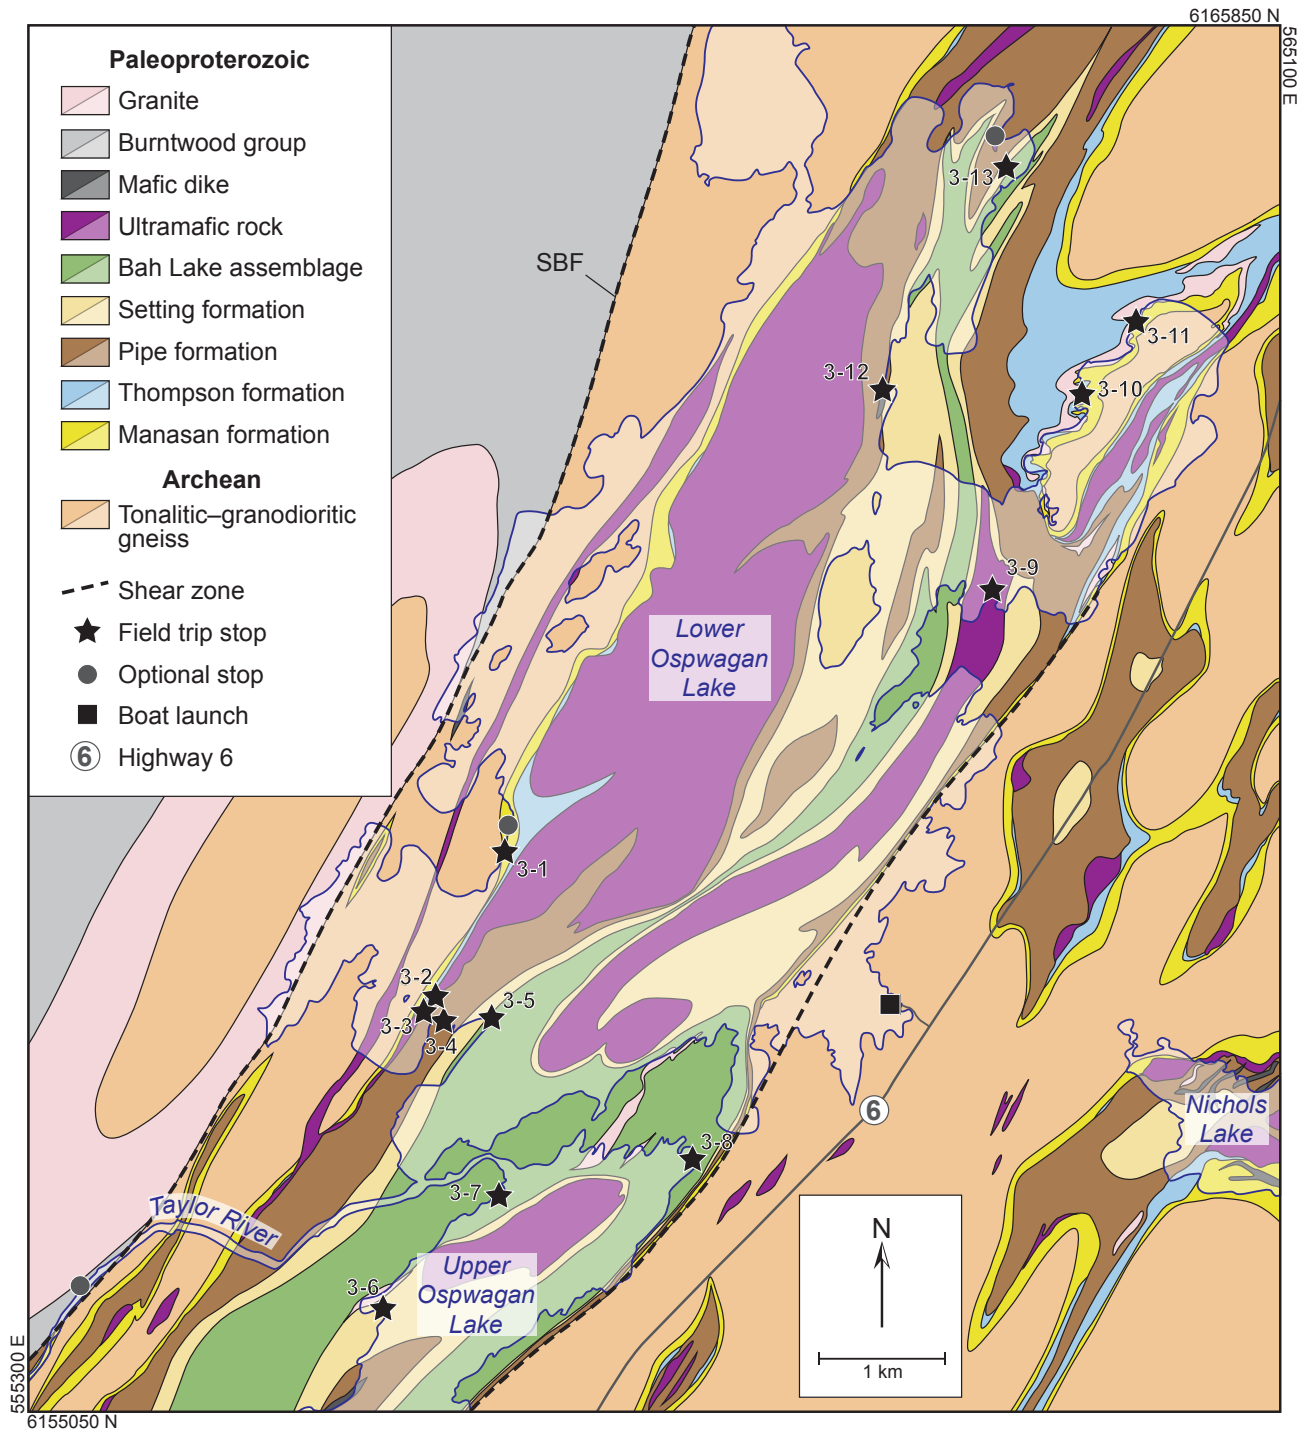 6165850 N
565100 E
Paleoproterozoic
Granite
Burntwood group
Mafic dike
Ultramafic rock
Bah Lake assemblage
Setting formation
Pipe formation
Thompson formation
Manasan formation
Archean
Tonalitic–granodioritic
gneiss
Shear zone
Field trip stop
Optional stop
Boat launch
6 Highway 6
SBF
3-13
3-11
3-12
3-10
3-9
Lower
Ospwagan
Lake
3-1
3-2
3-5
3-3
3-4
6
Nichols
Lake
3-8
3-7
Taylor River
Upper
Ospwagan
Lake
3-6
N
1 km
555300 E
6155050 N